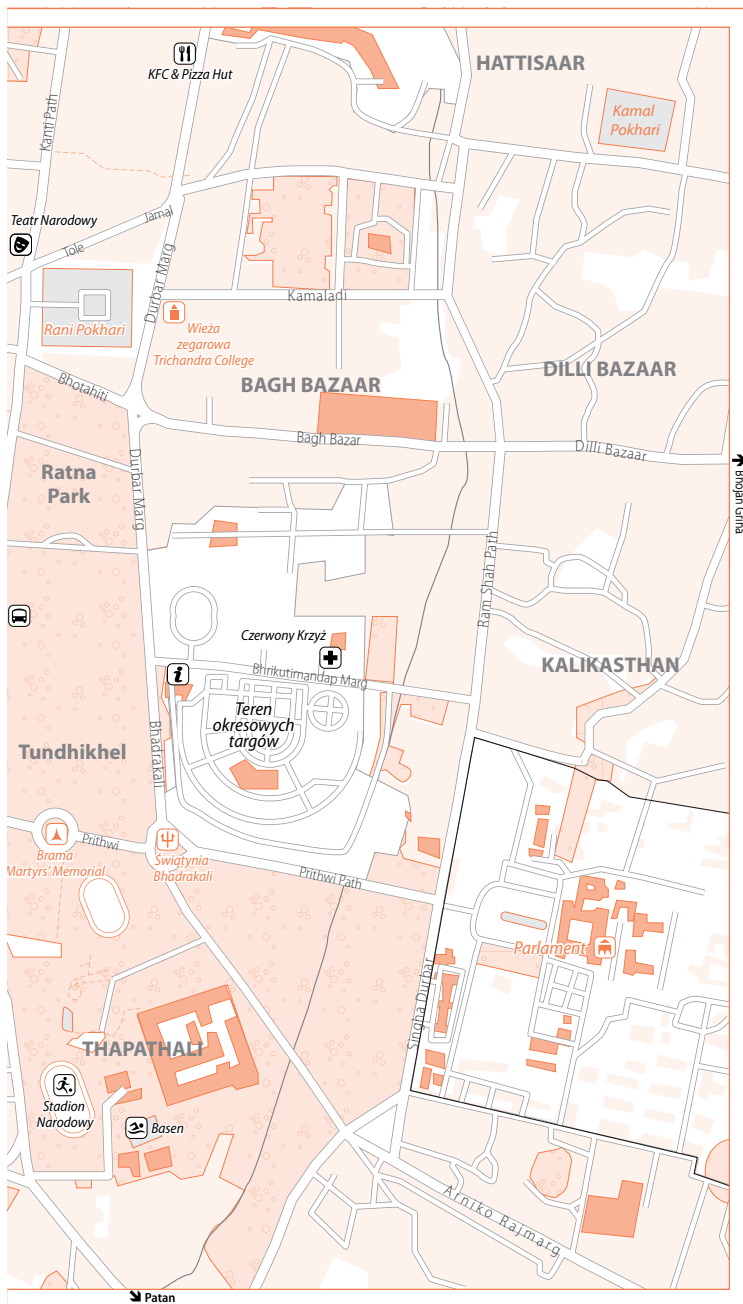 HATTISAAR
KFC & Pizza Hut
Kanti Path
Kamal
Pokhari
Teatr Narodowy
Jamal
Tole
Durbar Marg
Kamaladi
Rani Pokhari
Wieża
zegarowa
Trichandra College
DILLI BAZAAR
BAGH BAZAAR
Bhotahiti
Bagh Bazar
Dilli Bazaar
Ratna
Park
Durbar Marg
Bhojan Griha
Ram Shah Path
Czerwony Krzyż
KALIKASTHAN
Bhrikutimandap Marg
i
Teren
okresowych
targów
Tundhikhel
Bhadrakali
Prithwi
Brama
Martyrs' Memorial
Świątynia
Bhadrakali
Prithwi Path
Parlament
Singha Durbar
THAPATHALI
Stadion
Narodowy
Basen
Arniko Rajmarg
Patan